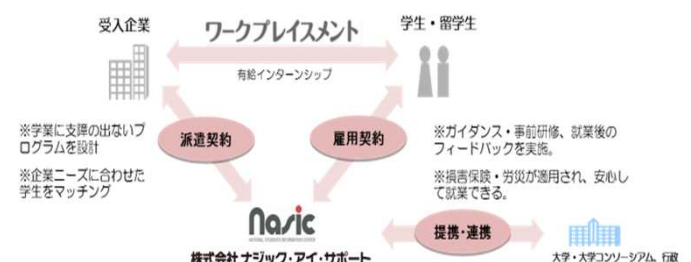 受入企業
ワークプレイスメント
学生・留学生
有給インターンシップ
※学業に支障の出ないプ
ログラムを設計
※企業ニーズに合わせた
学生をマッチング
派遣契約
雇用契約
※ガイダンス・事前研修、就業後の
フィードバックを実施。
※損害保険・労災が適用され、安心し
て就業できる。
Nasic
提携・連携
株式会社 ナジック・アイ・サポート
大学・大学コンソーシアム、行政